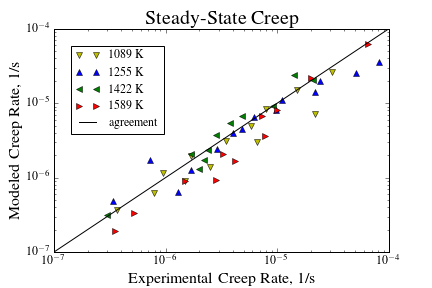 Steady-State Creep
Modeled Creep Rate, 1/s
10⁻⁴
10⁻⁵
10⁻⁶
10⁻⁷
1089 K
1255 K
1422 K
1589 K
agreement
10⁻⁷ 10⁻⁶ 10⁻⁵ 10⁻⁴
Experimental Creep Rate, 1/s